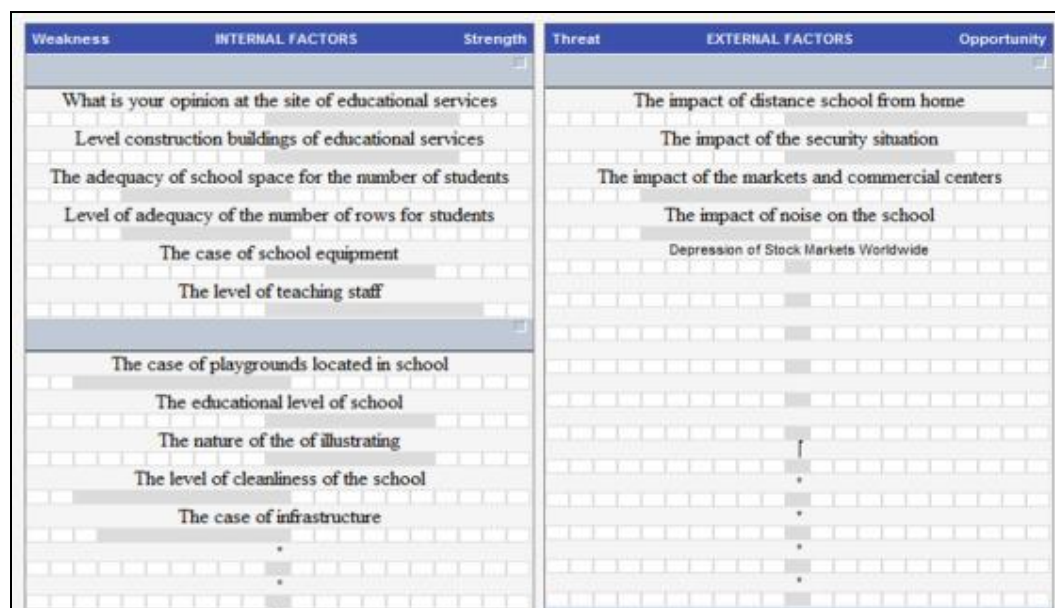 Weakness INTERNAL FACTORS Strength
What is your opinion at the site of educational services
Level construction buildings of educational services
The adequacy of school space for the number of students
Level of adequacy of the number of rows for students
The case of school equipment
The level of teaching staff
The case of playgrounds located in school
The educational level of school
The nature of the of illustrating
The level of cleanliness of the school
The case of infrastructure
*
*
Threat EXTERNAL FACTORS Opportunity
The impact of distance school from home
The impact of the security situation
The impact of the markets and commercial centers
The impact of noise on the school
Depression of Stock Markets Worldwide
*
*
*
*